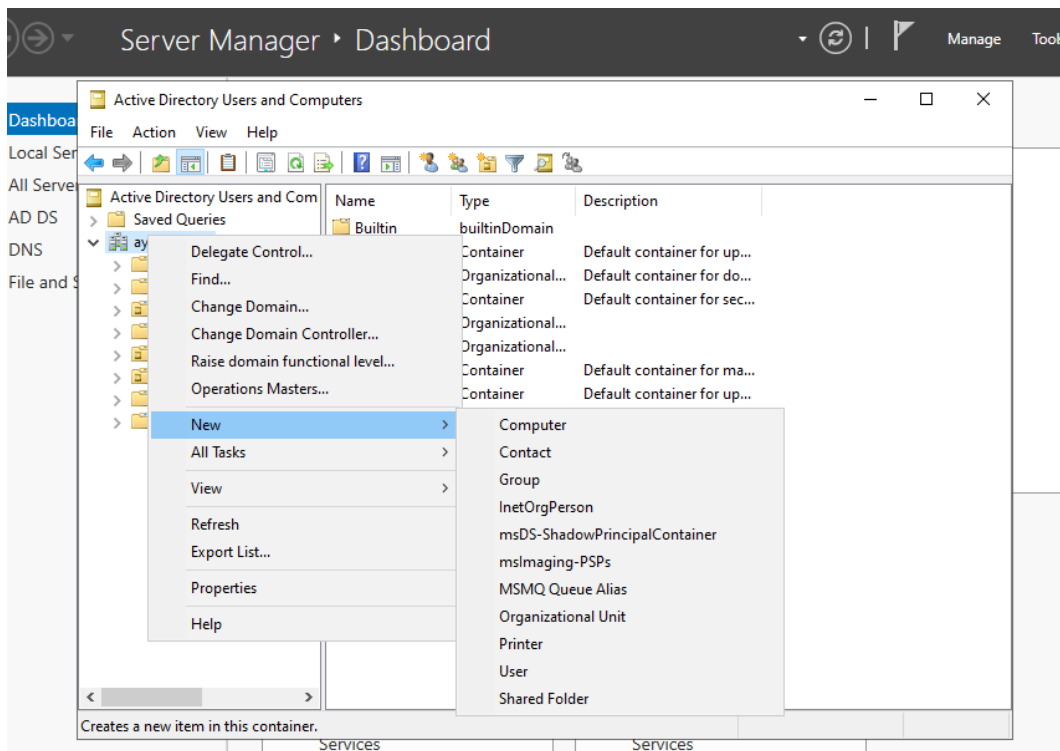 Server Manager ‣ Dashboard
Manage
Active Directory Users and Computers
File Action View Help
Local
All
AD DS
DNS
File and
Active Directory Users and
Saved Queries
Name Type Description
Builtin builtinDomain
Container Default container for up...
Organizational... Default container for do...
Container Default container for sec...
Organizational...
Organizational...
Container Default container for ma...
Container Default container for up...
Delegate Control...
Find...
Change Domain...
Change Domain Controller...
Raise domain functional level...
Operations Masters...
New
All Tasks
View
Refresh
Export List...
Properties
Help
Computer
Contact
Group
InetOrgPerson
msDS-ShadowPrincipalContainer
msImaging-PSPs
MSMQ Queue Alias
Organizational Unit
Printer
User
Shared Folder
Creates a new item in this container.
Services Services